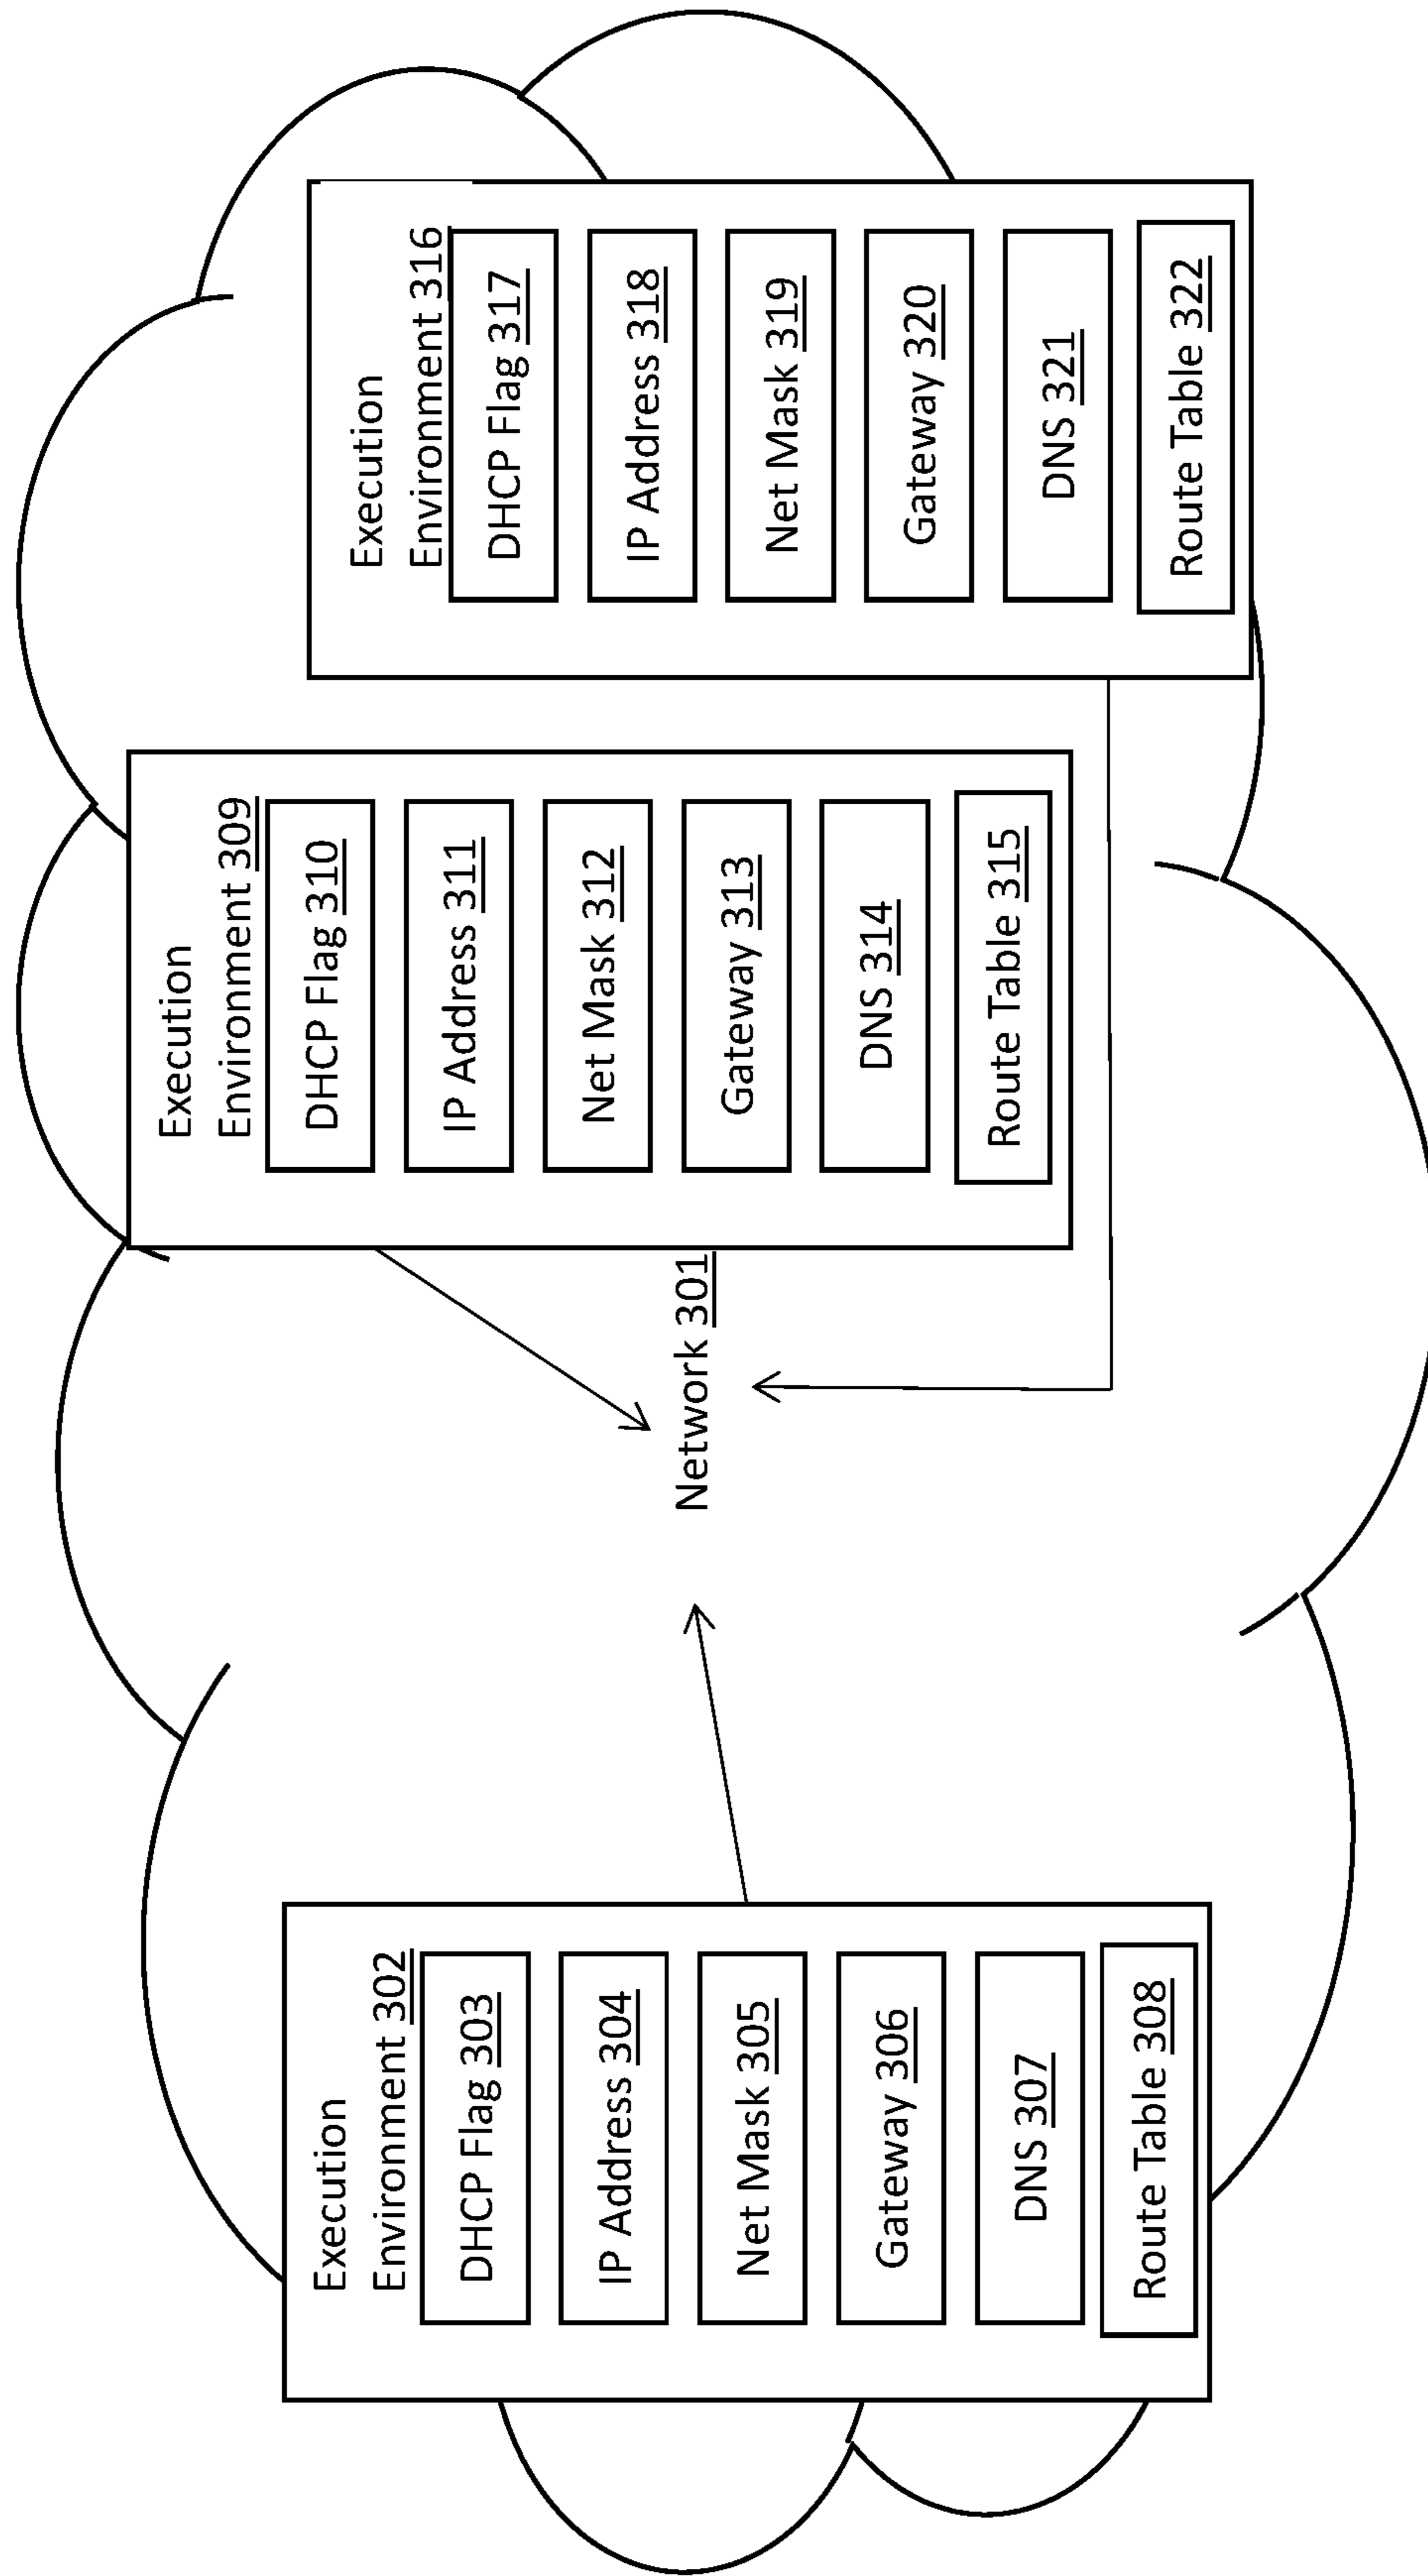 Execution
Environment 302
DHCP Flag 303
IP Address 304
Net Mask 305
Gateway 306
DNS 307
Route Table 308
Network 301
Execution
Environment 309
DHCP Flag 310
IP Address 311
Net Mask 312
Gateway 313
DNS 314
Route Table 315
Execution
Environment 316
DHCP Flag 317
IP Address 318
Net Mask 319
Gateway 320
DNS 321
Route Table 322